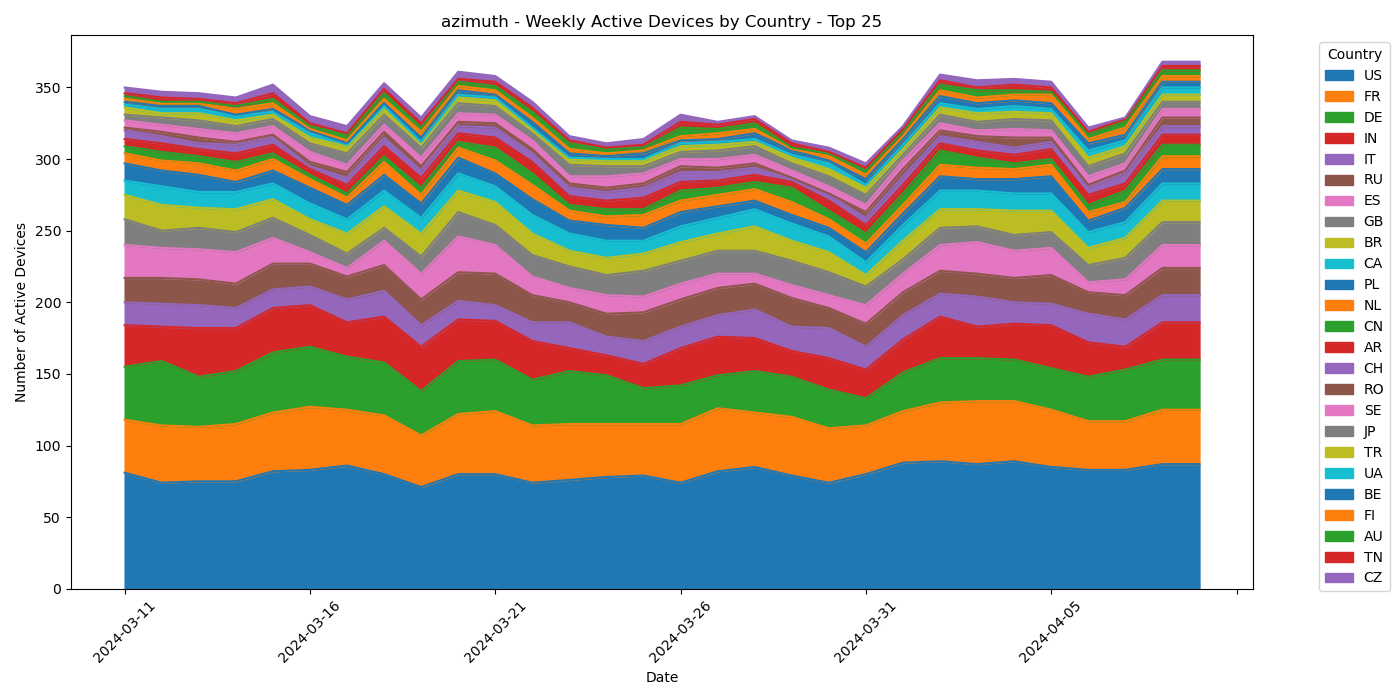 azimuth - Weekly Active Devices by Country - Top 25
Number of Active Devices
350
300
250
200
150
100
50
0
2024-03-11
2024-03-16
2024-03-21
2024-03-26
2024-03-31
2024-04-05
Date
Country
US
FR
DE
IN
IT
RU
ES
GB
BR
CA
PL
NL
CN
AR
CH
RO
SE
JP
TR
UA
BE
FI
AU
TN
CZ